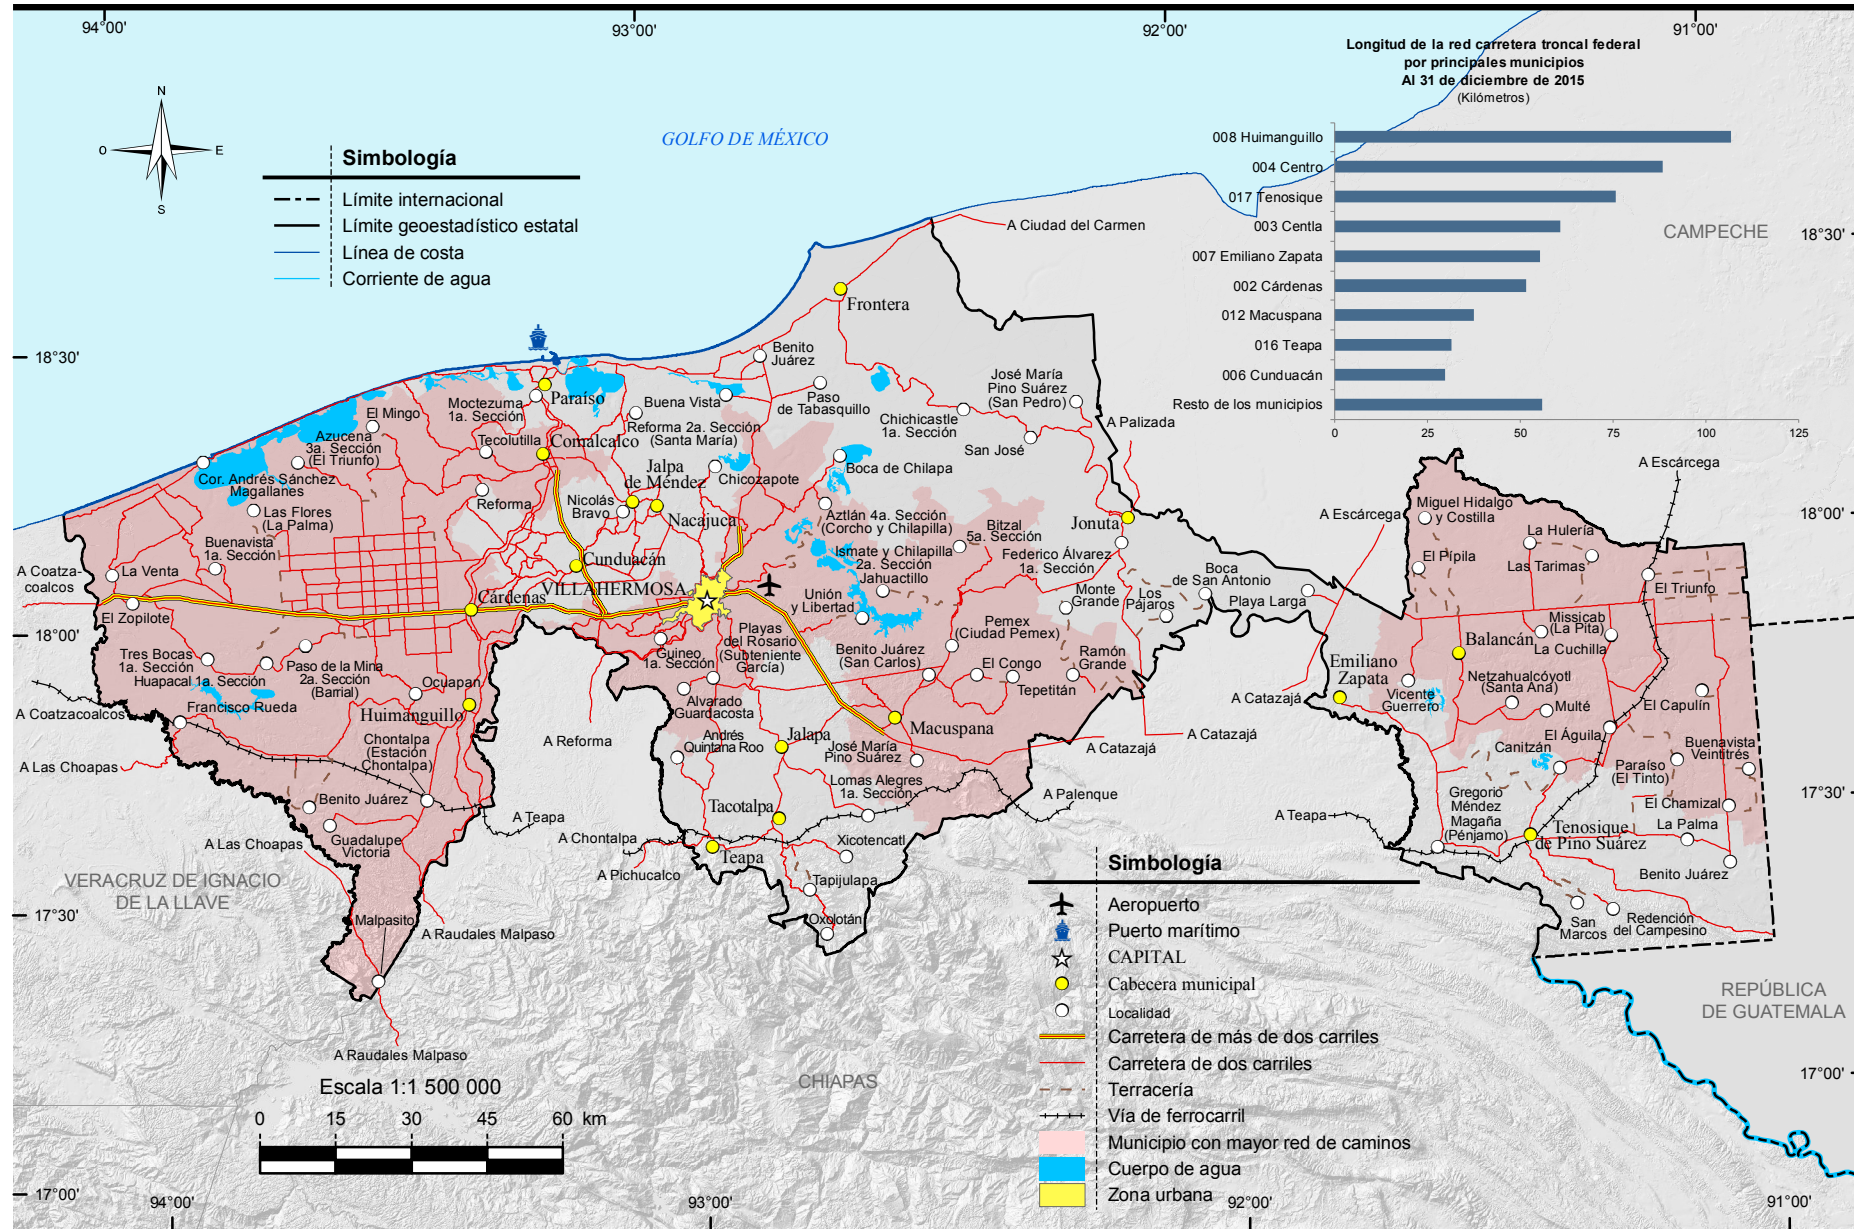 94°00'
93°00'
92°00'
91°00'
Longitud de la red carretera troncal federal
por principales municipios
Al 31 de diciembre de 2015
(Kilómetros)
008 Huimanguillo
004 Centro
017 Tenosique
003 Centla
007 Emiliano Zapata
002 Cárdenas
012 Macuspana
016 Teapa
006 Cunduacán
Resto de los municipios
0
25
50
75
100
125
N
O
E
S
GOLFO DE MÉXICO
Simbología
Límite internacional
Límite geoestadístico estatal
Línea de costa
Corriente de agua
CAMPECHE
18°30'
18°30'
A Ciudad del Carmen
Frontera
Benito
Juárez
Paso
de Tabasquillo
José María
Pino Suárez
(San Pedro)
Chichicastle
1a. Sección
San José
A Palizada
Paraíso
Moctezuma
1a. Sección
El Mingo
Buena Vista
Reforma 2a. Sección
(Santa María)
Azucena
3a. Sección
(El Triunfo)
Tecolutilla
Comalcalco
Boca de Chilapa
Cor. Andrés Sánchez
Magallanes
Jalpa
de Méndez
Chicozapote
Reforma
Nicolás
Bravo
Nacajuca
Las Flores
(La Palma)
Aztlán 4a. Sección
(Corcho y Chilapilla)
Bitzal
5a. Sección
Jonuta
A Escárcega
A Escárcega
Miguel Hidalgo
y Costilla
La Hulería
18°00'
Buenavista
1a. Sección
Cunduacán
Ismate y Chilapilla
2a. Sección
Jahuactillo
Federico Álvarez
1a. Sección
El Pípila
Las Tarimas
A Coatza-
coalcos
La Venta
VILLAHERMOSA
Unión
y Libertad
Monte
Grande
Los
Pájaros
Boca
de San Antonio
Playa Larga
El Triunfo
El Zopilote
Cárdenas
18°00'
Playas
del Rosario
(Subteniente
García)
Pemex
(Ciudad Pemex)
Missicab
(La Pita)
Balancán
La Cuchilla
Tres Bocas
1a. Sección
Huapacal 1a. Sección
Paso de la Mina
2a. Sección
(Barrial)
Guineo
1a. Sección
Benito Juárez
(San Carlos)
El Congo
Tepetitán
Ramón
Grande
Emiliano
Zapata
Netzahualcóyotl
(Santa Ana)
Vicente
Guerrero
Multé
El Capulín
A Coatzacoalcos
Francisco Rueda
Ocuapan
Huimanguillo
Alvarado
Guardacosta
A Catazajá
Macuspana
A Catazajá
A Catazajá
El Águila
Canitzán
Buenavista
Veintitrés
Paraíso
(El Tinto)
Chontalpa
(Estación
Chontalpa)
A Reforma
Andrés
Quintana Roo
Jalapa
José María
Pino Suárez
Lomas Alegres
1a. Sección
A Las Choapas
17°30'
Benito Juárez
A Teapa
Tacotalpa
A Palenque
A Teapa
Gregorio
Méndez
Magaña
(Pénjamo)
El Chamizal
La Palma
A Las Choapas
Guadalupe
Victoria
A Chontalpa
Teapa
Xicotencatl
Tenosique
de Pino Suárez
A Pichucalco
Tapijulapa
Benito Juárez
VERACRUZ DE IGNACIO
DE LA LLAVE
17°30'
Malpasito
A Raudales Malpaso
Oxolotán
San
Marcos
Redención
del Campesino
Simbología
Aeropuerto
Puerto marítimo
CAPITAL
Cabecera municipal
Localidad
Carretera de más de dos carriles
Carretera de dos carriles
Terracería
Vía de ferrocarril
Municipio con mayor red de caminos
Cuerpo de agua
Zona urbana
REPÚBLICA
DE GUATEMALA
A Raudales Malpaso
Escala 1:1 500 000
0
15
30
45
60 km
CHIAPAS
17°00'
17°00'
94°00'
93°00'
92°00'
91°00'